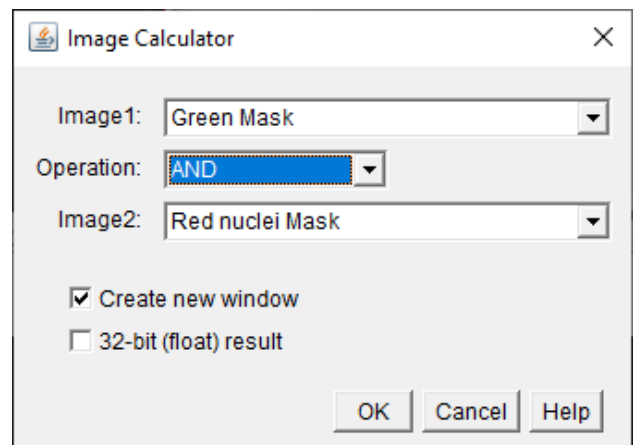 Image Calculator
Image1: Green Mask
Operation: AND
Image2: Red nuclei Mask
Create new window
32-bit (float) result
OK Cancel Help